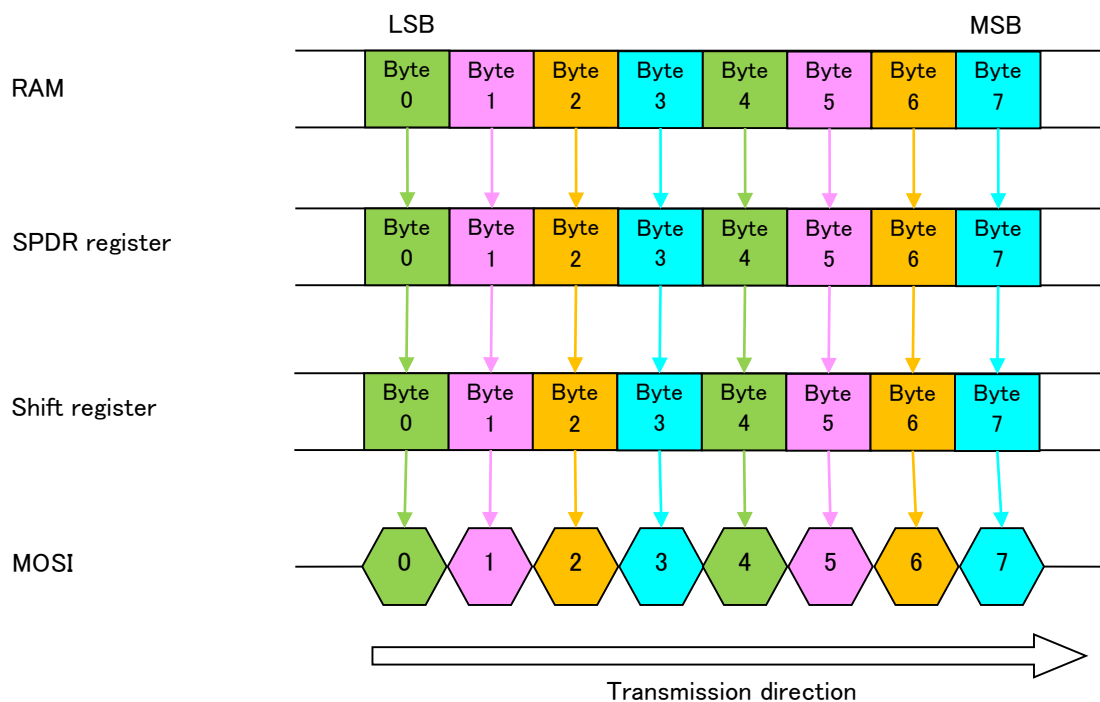 LSB MSB
RAM
Byte Byte Byte Byte Byte Byte Byte Byte
0 1 2 3 4 5 6 7
SPDR register
Byte Byte Byte Byte Byte Byte Byte Byte
0 1 2 3 4 5 6 7
Shift register
Byte Byte Byte Byte Byte Byte Byte Byte
0 1 2 3 4 5 6 7
MOSI 0 1 2 3 4 5 6 7
Transmission direction